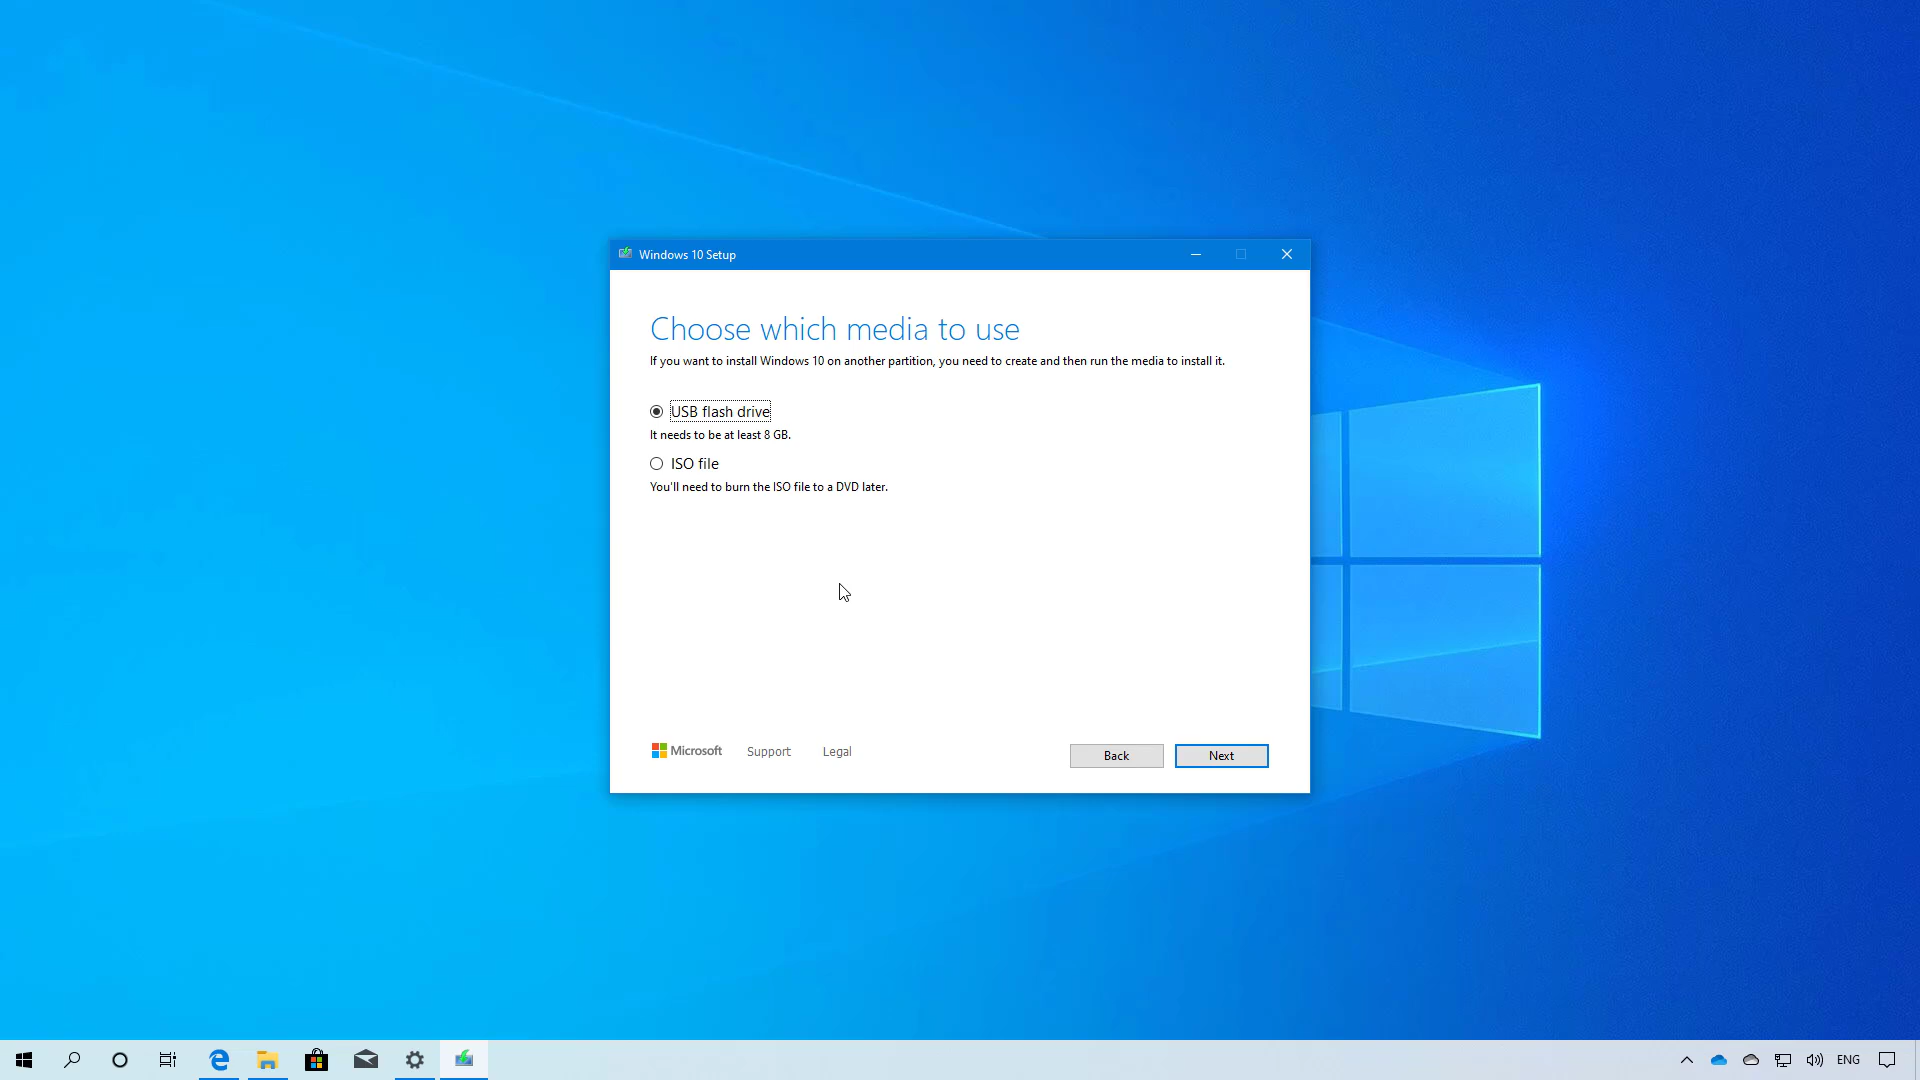 Windows 10 Setup
Choose which media to use
If you want to install Windows 10 on another partition, you need to create and then run the media to install it.
USB flash drive
It needs to be at least 8 GB.
ISO file
You'll need to burn the ISO file to a DVD later.
Microsoft Support Legal Back Next
ENG